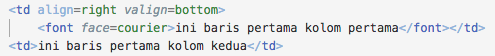 <td align=right valign=bottom>
<font face=courier>ini baris pertama kolom pertama</font></td>
<td>ini baris pertama kolom kedua</td>